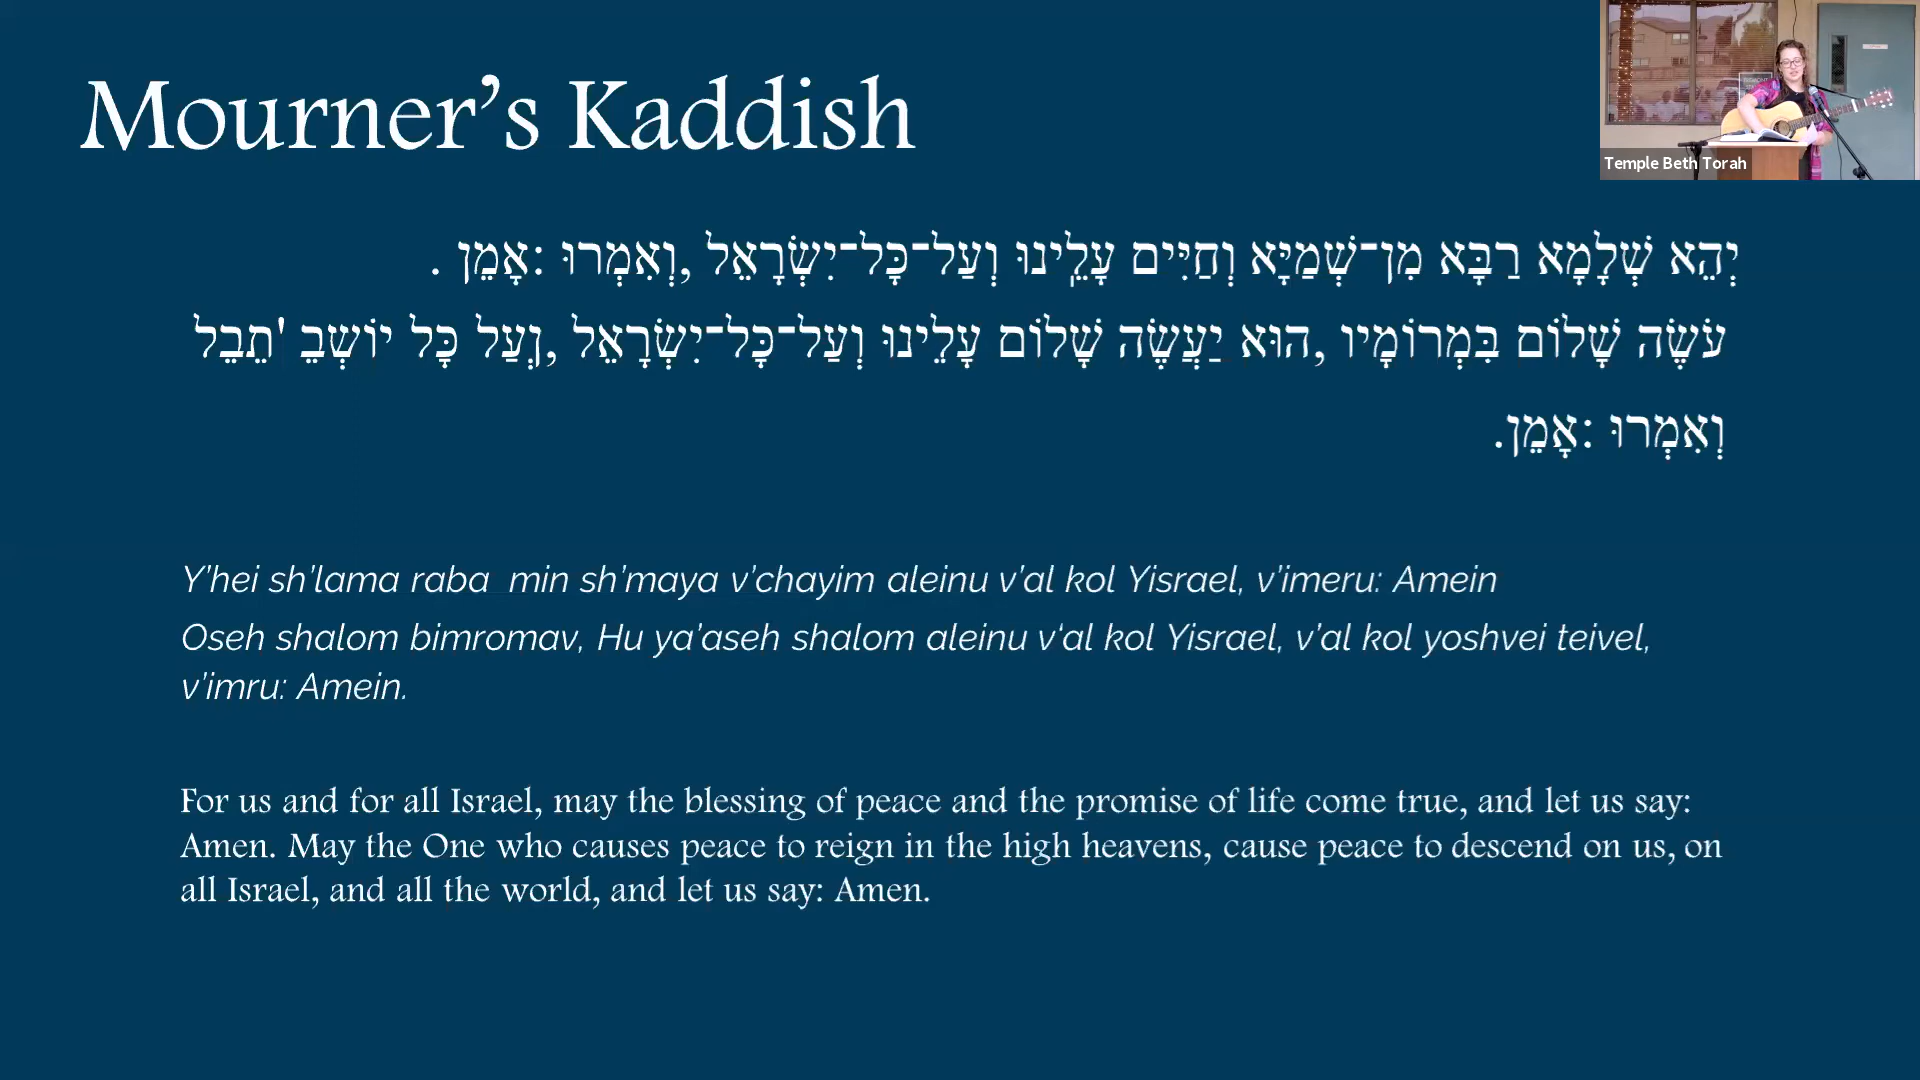 Mourner’s Kaddish
Temple Beth Torah
יְהֵא שְׁלָמָא רַבָּא מִן־שְׁמַיָּא וְחַיִּים עָלֵֽינוּ וְעַל־כָּל־יִשְׂרָאֵל ,וְאִמְרוּ :אָמֵן .
עֹשֶׂה שָׁלוֹם בִּמְרוֹמָיו ,הוּא יַעֲשֶׂה שָׁלוֹם עָלֵינוּ וְעַל־כָּל־יִשְׂרָאֵל ,וְעַל כָּל יוֹשְׁבֵי 'תֵבֵל
וְאִמְרוּ :אָמֵן.
Y’hei sh’lama raba min sh’maya v’chayim aleinu v’al kol Yisrael, v’imeru: Amein
Oseh shalom bimromav, Hu ya’aseh shalom aleinu v‘al kol Yisrael, v’al kol yoshvei teivel,
v’imru: Amein.
For us and for all Israel, may the blessing of peace and the promise of life come true, and let us say:
Amen. May the One who causes peace to reign in the high heavens, cause peace to descend on us, on
all Israel, and all the world, and let us say: Amen.